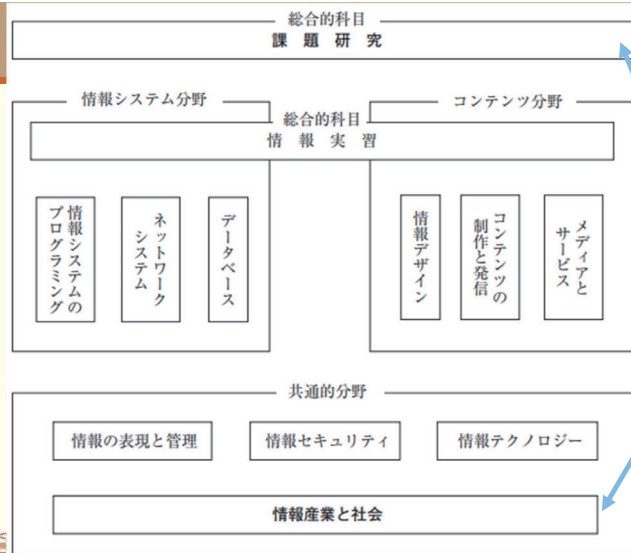 総合的科目
課題研究
情報システム分野
コンテンツ分野
総合的科目
情報実習
情報システムの
プログラミング
ネットワーク
システム
データベース
情報デザイン
コンテンツの
制作と発信
メディアと
サービス
共通的分野
情報の表現と管理
情報セキュリティ
情報テクノロジー
情報産業と社会